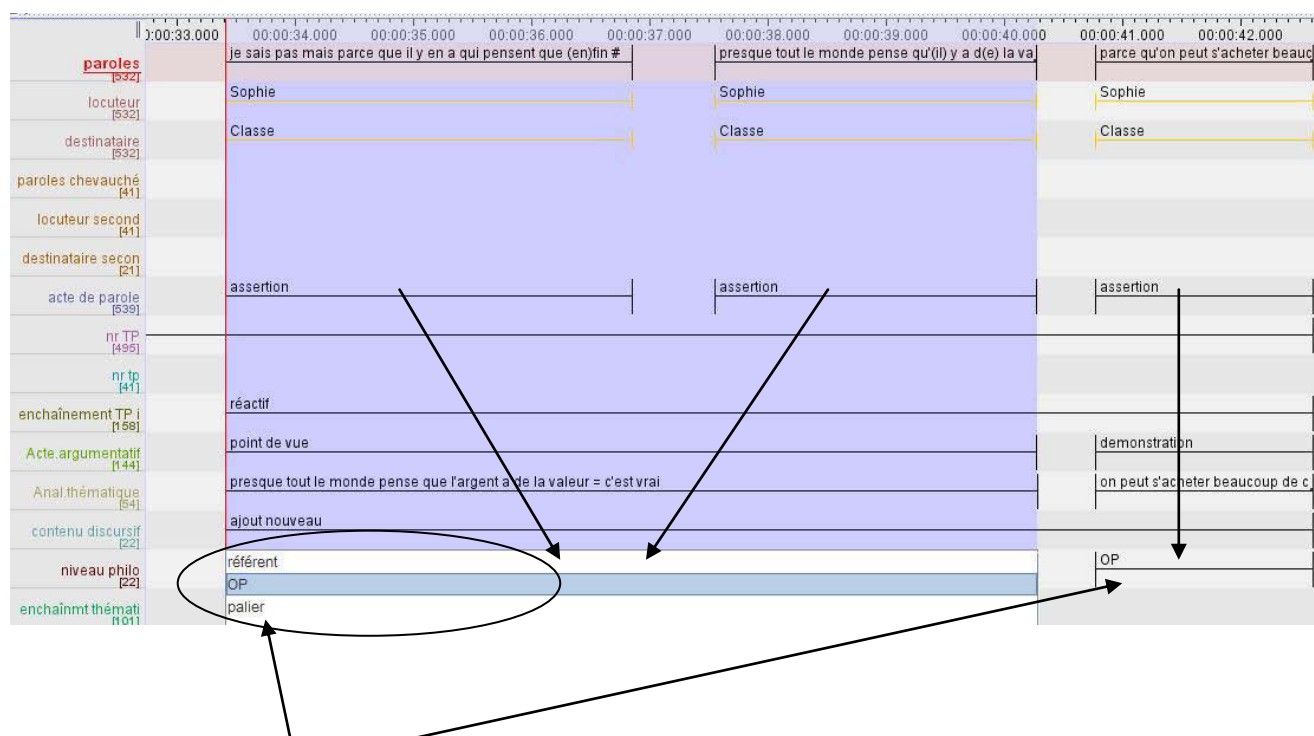 0:00:33.000 00:00:34.000 00:00:35.000 00:00:36.000 00:00:37.000 00:00:38.000 00:00:39.000 00:00:40.000 00:00:41.000 00:00:42.000
paroles je sais pas mais parce que il y en a qui pensent que (en)fin # presque tout le monde pense qu'(il) y a d(e) la va parce qu'on peut s'acheter beauc
[532]
locuteur Sophie Sophie Sophie
[532]
destinataire Classe Classe Classe
[532]
paroles chevauché
[41]
locuteur second
[41]
destinataire secon
[21]
acte de parole assertion assertion assertion
[539]
nr TP
[495]
nr tp
[41]
enchaînement TP i réactif
[158]
Acte.argumentatif point de vue demonstration
[144]
Anal.thématique presque tout le monde pense que l'argent a de la valeur = c'est vrai on peut s'acheter beaucoup de c
[54]
contenu discursif ajout nouveau
[22]
niveau philo référent OP
[22]
OP
enchaînmt thémati palier
[101]